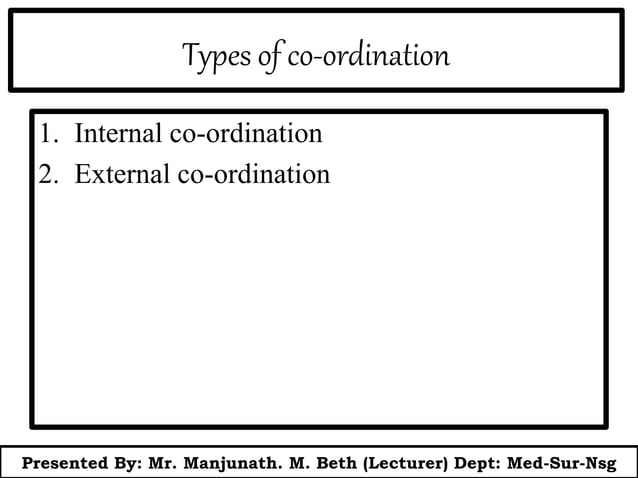 Types of co-ordination
1. Internal co-ordination
2. External co-ordination
Presented By: Mr. Manjunath. M. Beth (Lecturer) Dept: Med-Sur-Nsg